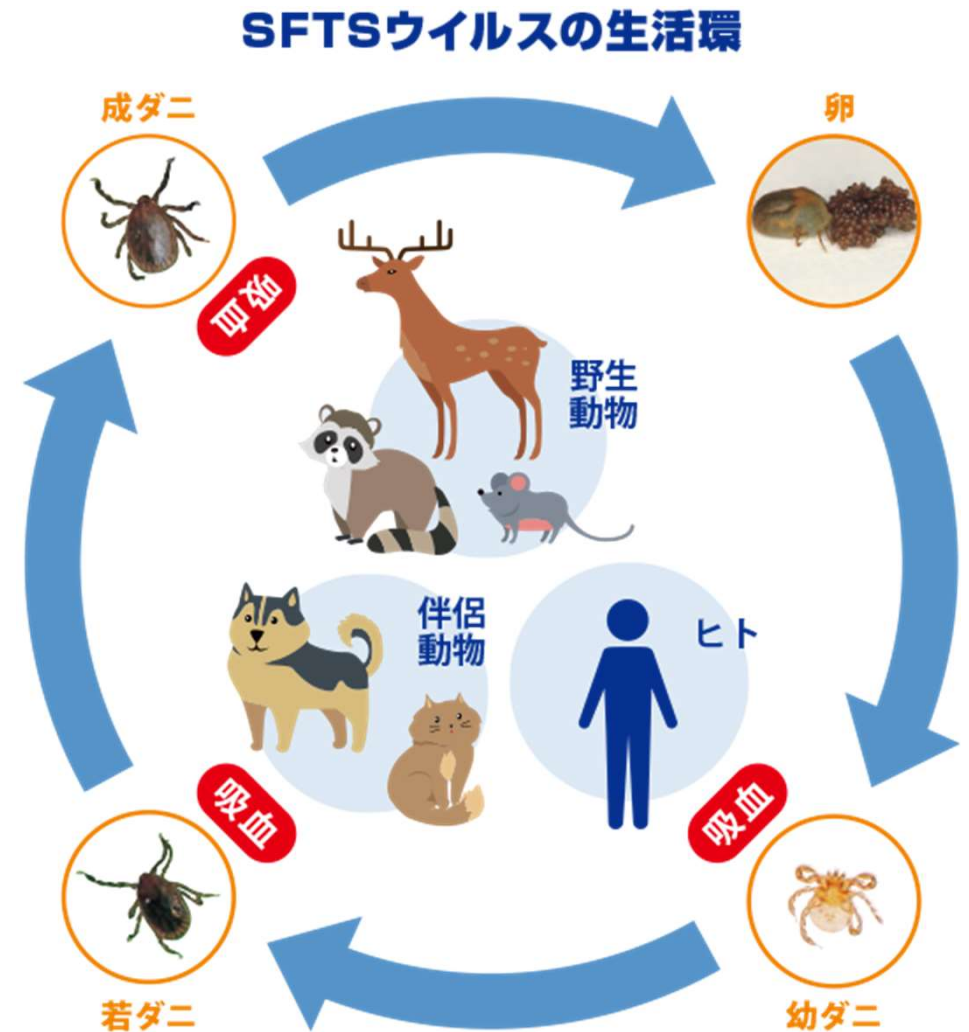 SFTSウイルスの生活環
成ダニ
卵
吸血
野生
動物
伴侶
動物
ヒト
吸血
吸血
若ダニ
幼ダニ